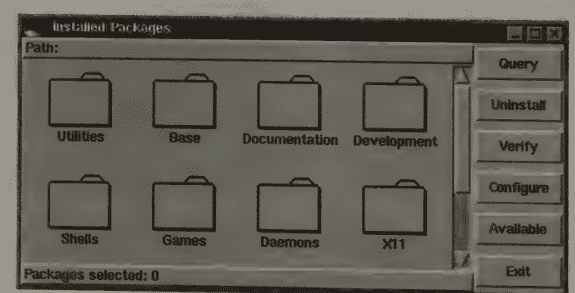 Installed Packages
Path:
Utilities
Base
Documentation
Development
Shells
Games
Daemons
X11
Packages selected: 0
Query
Uninstall
Verify
Configure
Available
Exit